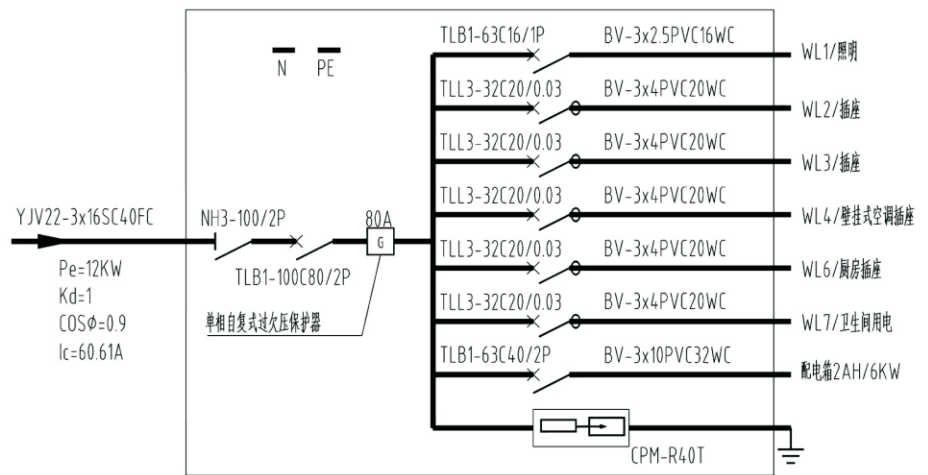 YJV22-3x16SC40FC
Pe=12KW
Kd=1
COSΦ=0.9
Ic=60.61A
N PE
NH3-100/2P
TLB1-100C80/2P
80A
G
单相自复式过欠压保护器
TLB1-63C16/1P BV-3x2.5PVC16WC WL1/照明
TLL3-32C20/0.03 BV-3x4PVC20WC WL2/插座
TLL3-32C20/0.03 BV-3x4PVC20WC WL3/插座
TLL3-32C20/0.03 BV-3x4PVC20WC WL4/壁挂式空调插座
TLL3-32C20/0.03 BV-3x4PVC20WC WL6/厨房插座
TLL3-32C20/0.03 BV-3x4PVC20WC WL7/卫生间用电
TLB1-63C40/2P BV-3x10PVC32WC 配电箱2AH/6KW
CPM-R40T